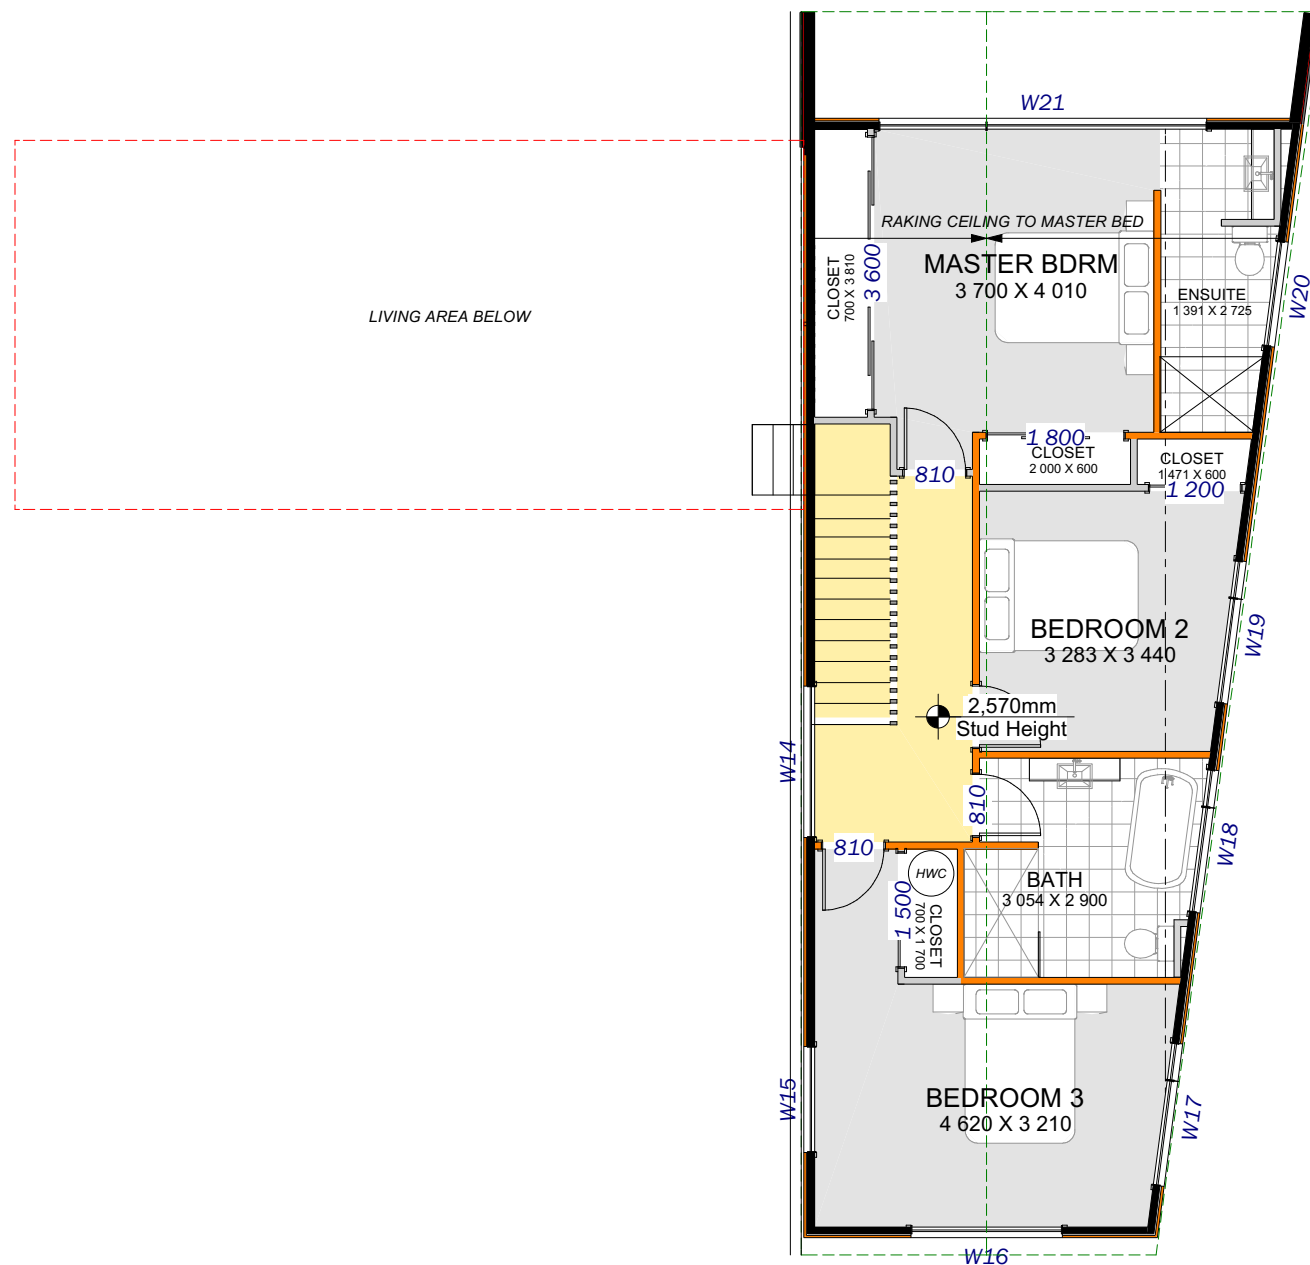 W21
RAKING CEILING TO MASTER BED
MASTER BDRM
3 700 X 4 010
CLOSET
700 X 3 810
3 600
ENSUITE
1 391 X 2 725
W20
LIVING AREA BELOW
1 800
CLOSET
2 000 X 600
CLOSET
1 471 X 600
1 200
810
BEDROOM 2
3 283 X 3 440
W19
2,570mm
Stud Height
W14
810
810
W18
HWC
1 500
CLOSET
700 X 1 700
BATH
3 054 X 2 900
BEDROOM 3
4 620 X 3 210
W15
W17
W16